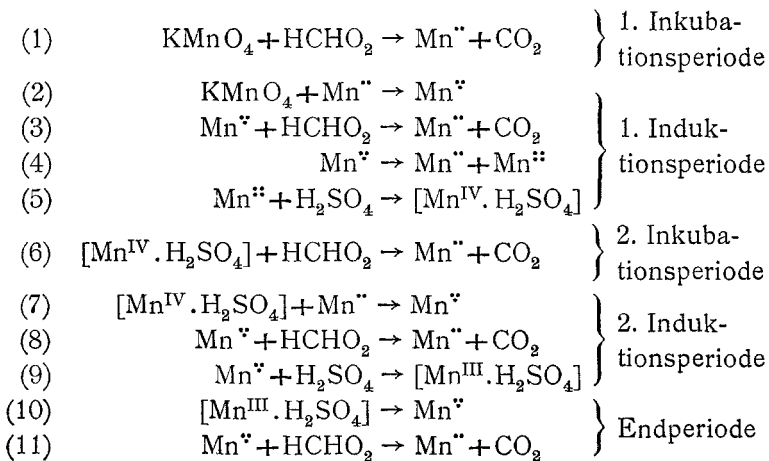 (1) KMnO₄+HCHO₂ → Mn¨+CO₂ } 1. Inkuba-
tionsperiode
(2) KMnO₄+Mn¨ → Mn⸪
(3) Mn⸪+HCHO₂ → Mn¨+CO₂ } 1. Induk-
(4) Mn⸪ → Mn¨+Mn⸬ tionsperiode
(5) Mn⸬+H₂SO₄ → [Mnᴵⱽ.H₂SO₄]
(6) [Mnᴵⱽ.H₂SO₄]+HCHO₂ → Mn¨+CO₂ } 2. Inkuba-
tionsperiode
(7) [Mnᴵⱽ.H₂SO₄]+Mn¨ → Mn⸪
(8) Mn⸪+HCHO₂ → Mn¨+CO₂ } 2. Induk-
tionsperiode
(9) Mn⸪+H₂SO₄ → [Mnᴵᴵᴵ.H₂SO₄]
(10) [Mnᴵᴵᴵ.H₂SO₄] → Mn⸪
(11) Mn⸪+HCHO₂ → Mn¨+CO₂ } Endperiode